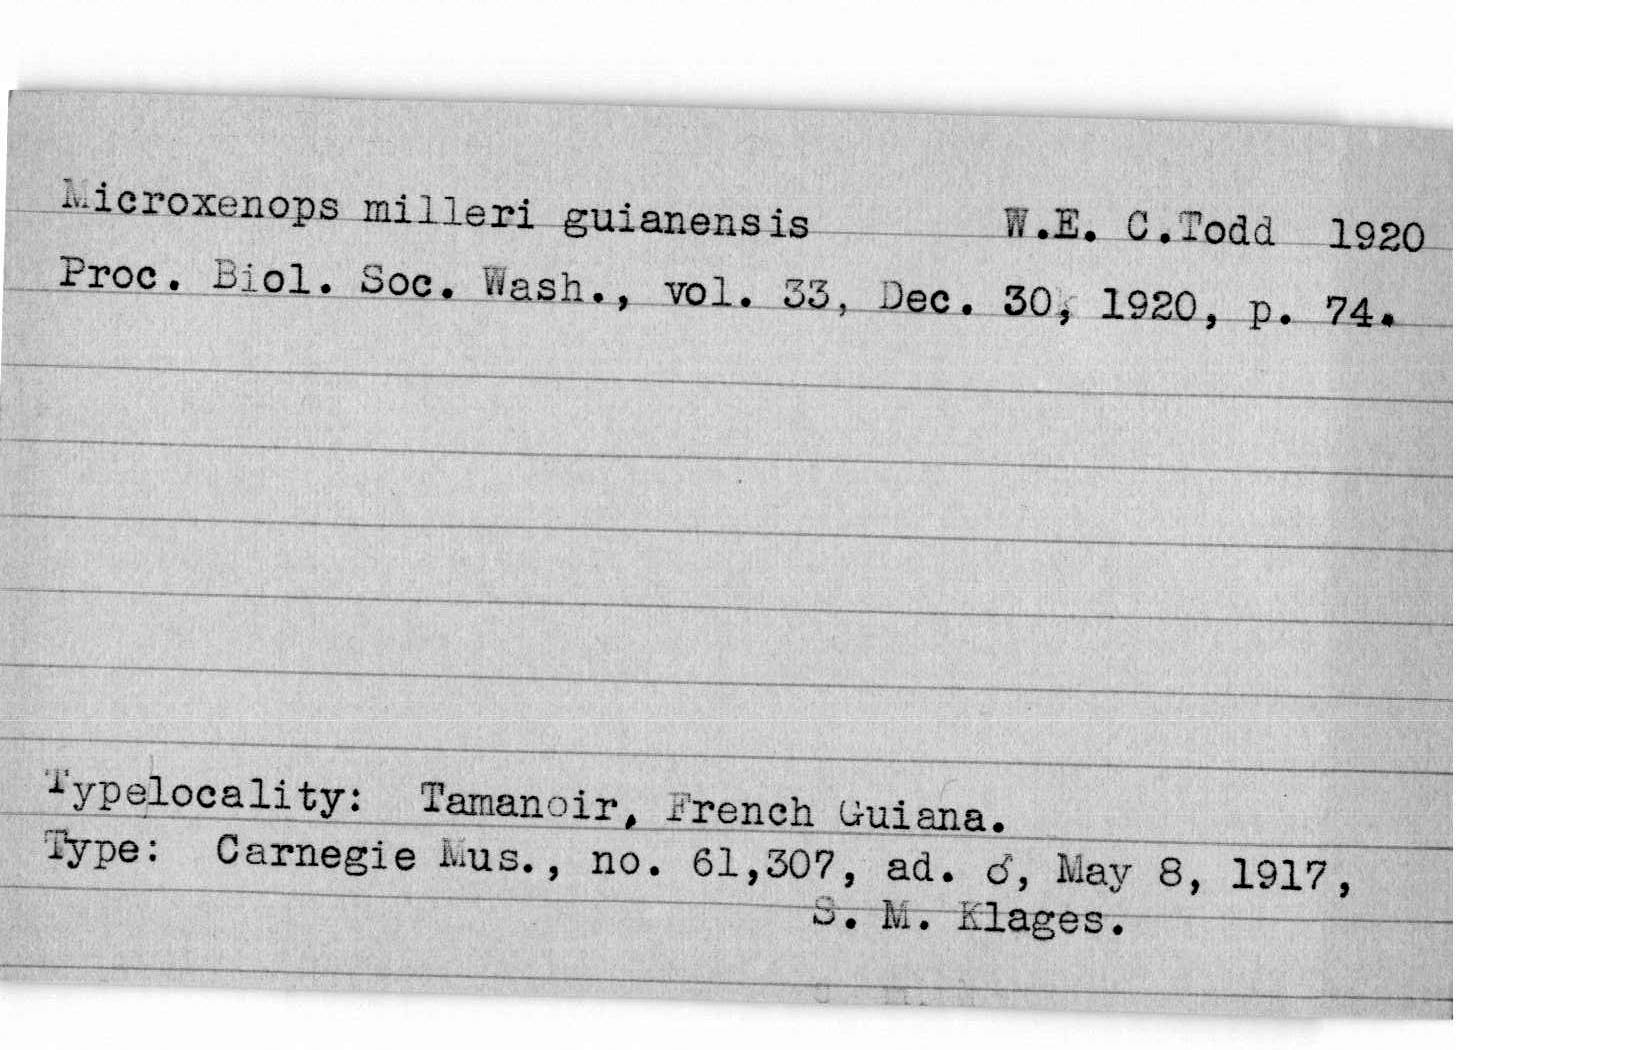 Microxenops milleri guianensis W.E. C.Todd 1920
Proc. Biol. Soc. Wash., vol. 33, Dec. 30, 1920, p. 74.
Typelocality: Tamanoir, French Guiana.
Type: Carnegie Mus., no. 61,307, ad. ♂, May 8, 1917,
S. M. Klages.